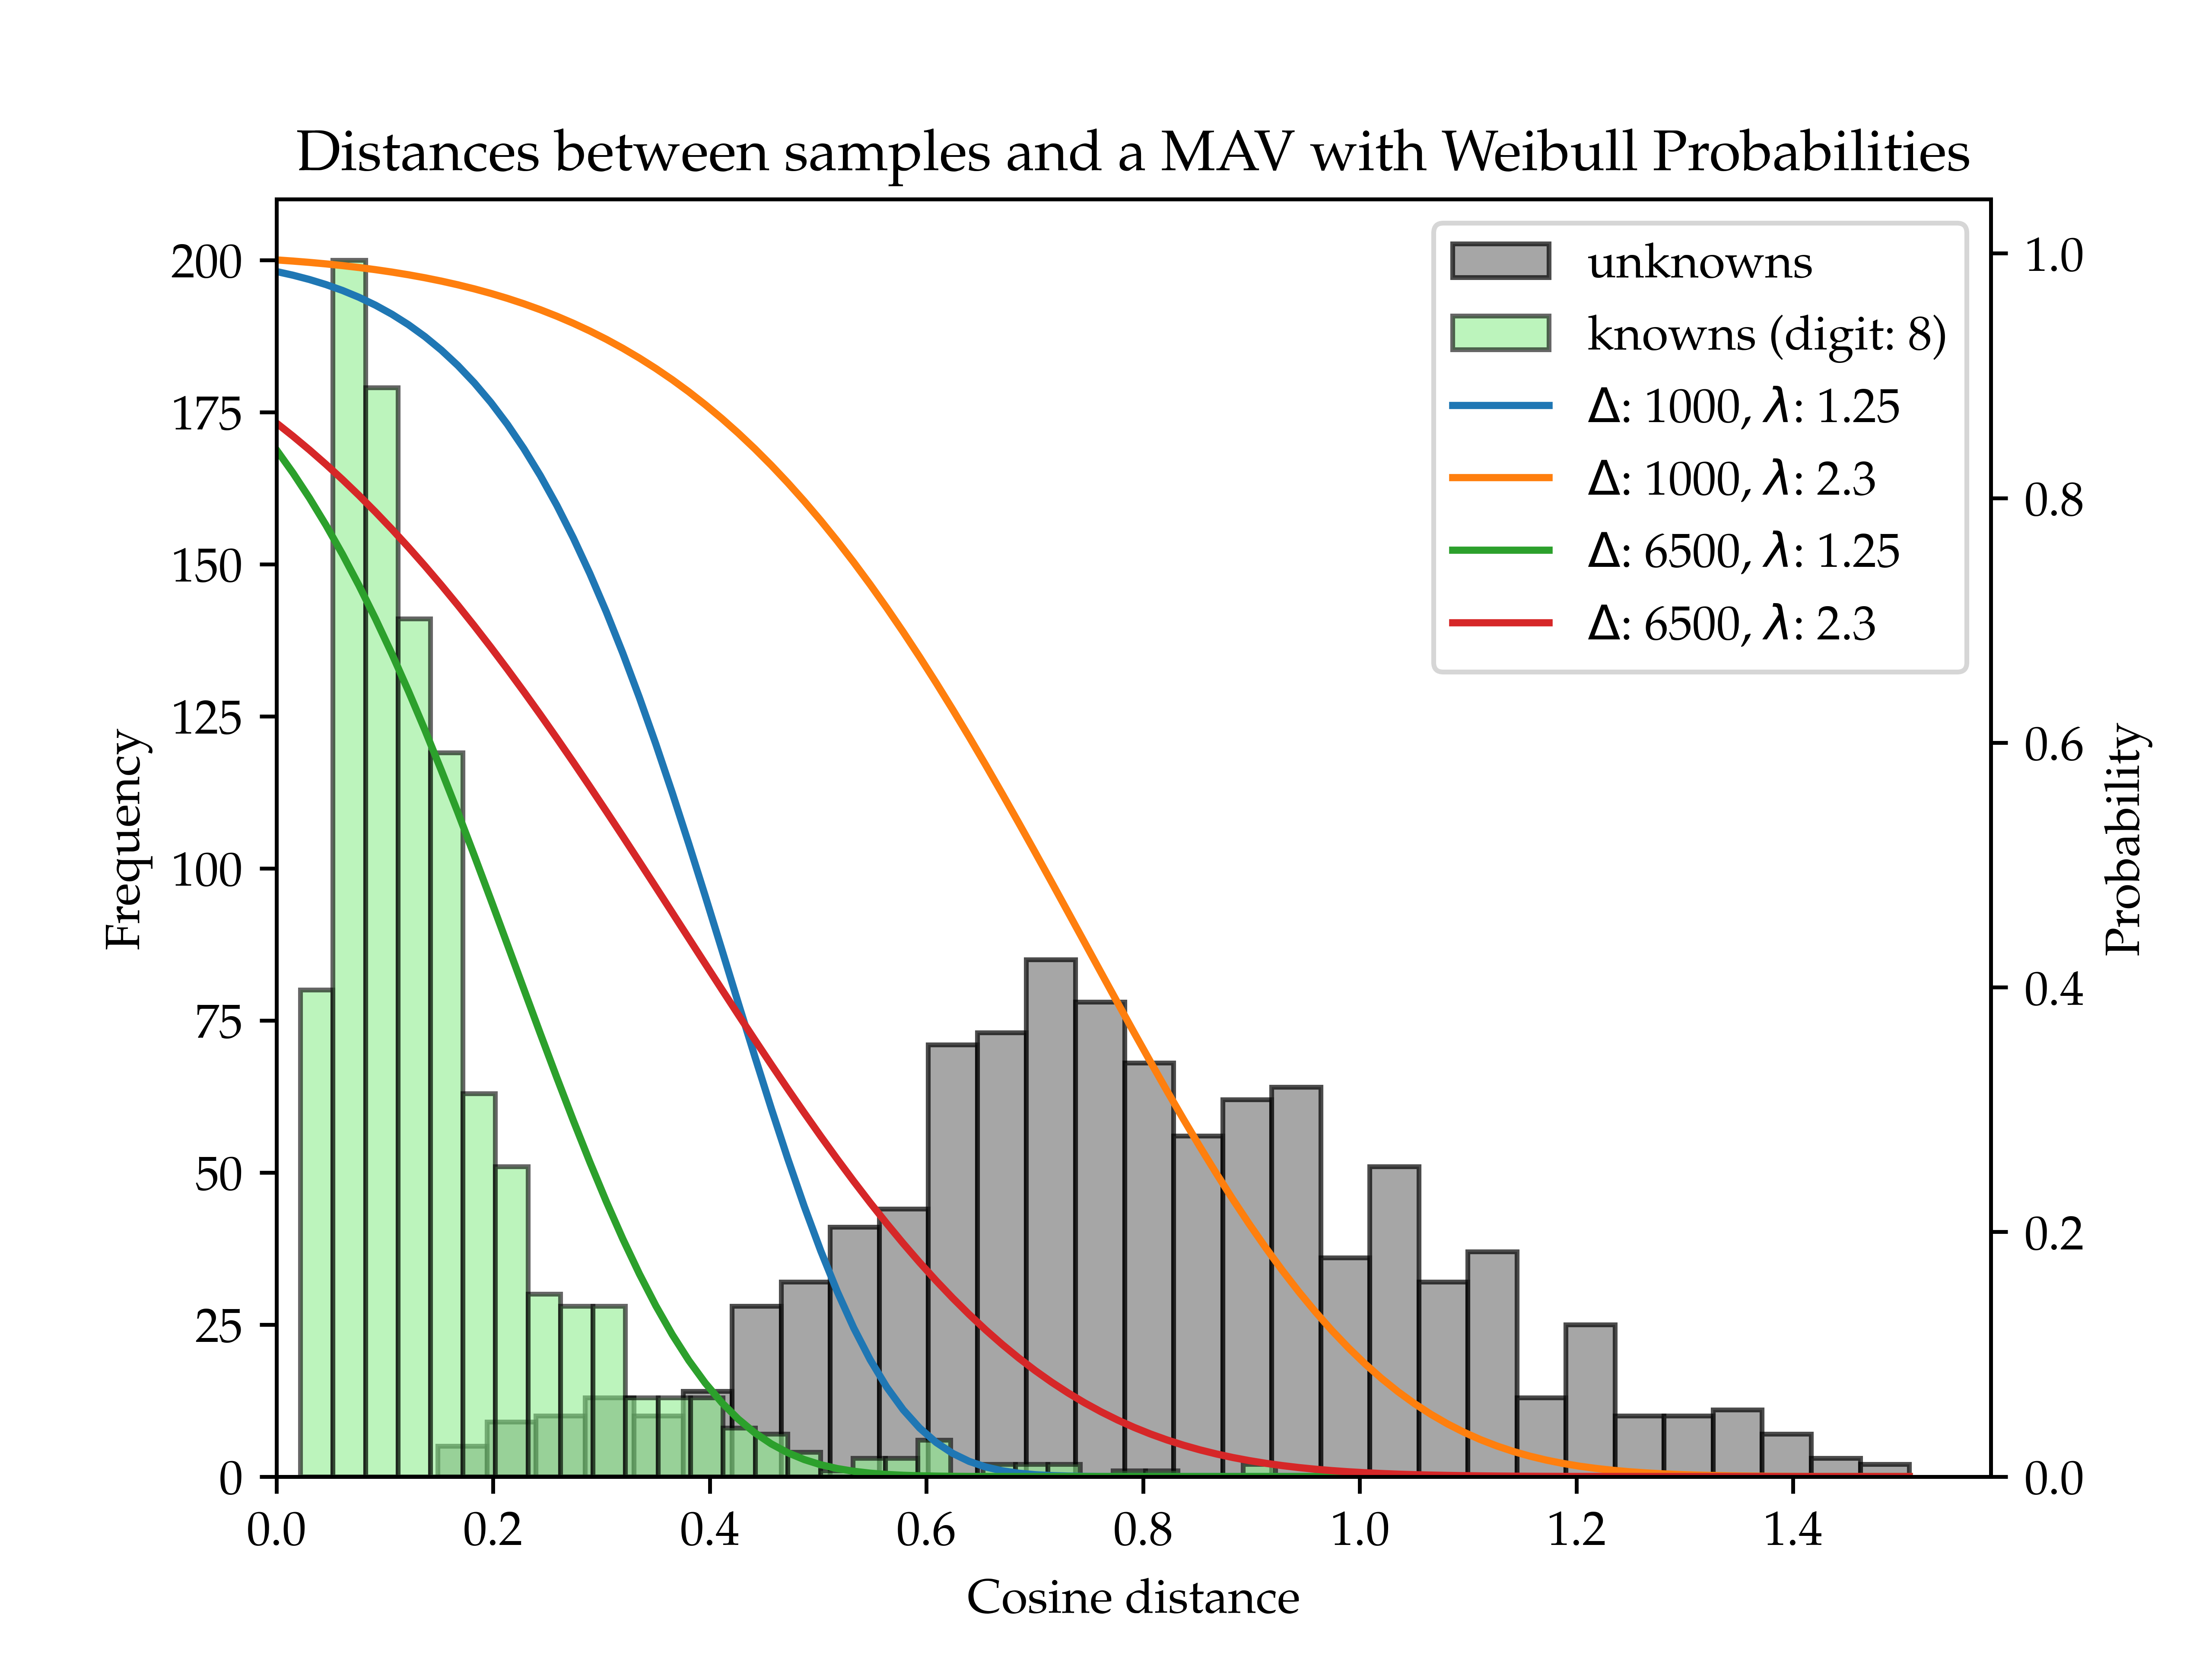 Distances between samples and a MAV with Weibull Probabilities
unknowns
knowns (digit: 8)
Δ: 1000, λ: 1.25
Δ: 1000, λ: 2.3
Δ: 6500, λ: 1.25
Δ: 6500, λ: 2.3
200
175
150
125
100
75
50
25
0
Frequency
1.0
0.8
0.6
0.4
0.2
0.0
Probability
0.0 0.2 0.4 0.6 0.8 1.0 1.2 1.4
Cosine distance